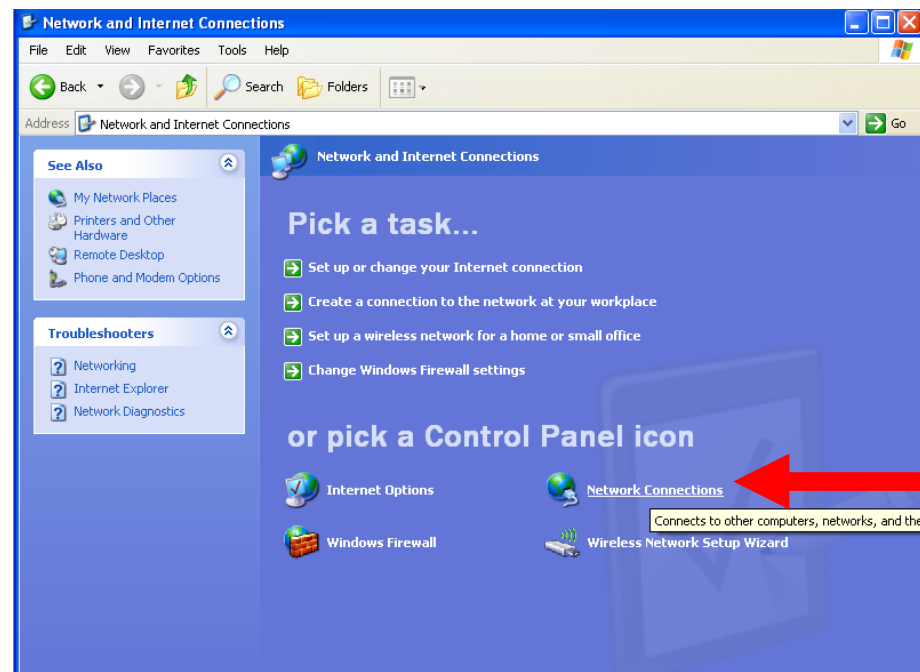 Network and Internet Connections
File Edit View Favorites Tools Help
Back Search Folders
Address Network and Internet Connections Go
See Also
My Network Places
Printers and Other
Hardware
Remote Desktop
Phone and Modem Options
Troubleshooters
? Networking
? Internet Explorer
? Network Diagnostics
Network and Internet Connections
Pick a task...
Set up or change your Internet connection
Create a connection to the network at your workplace
Set up a wireless network for a home or small office
Change Windows Firewall settings
or pick a Control Panel icon
Internet Options
Network Connections
Connects to other computers, networks, and the
Windows Firewall
Wireless Network Setup Wizard